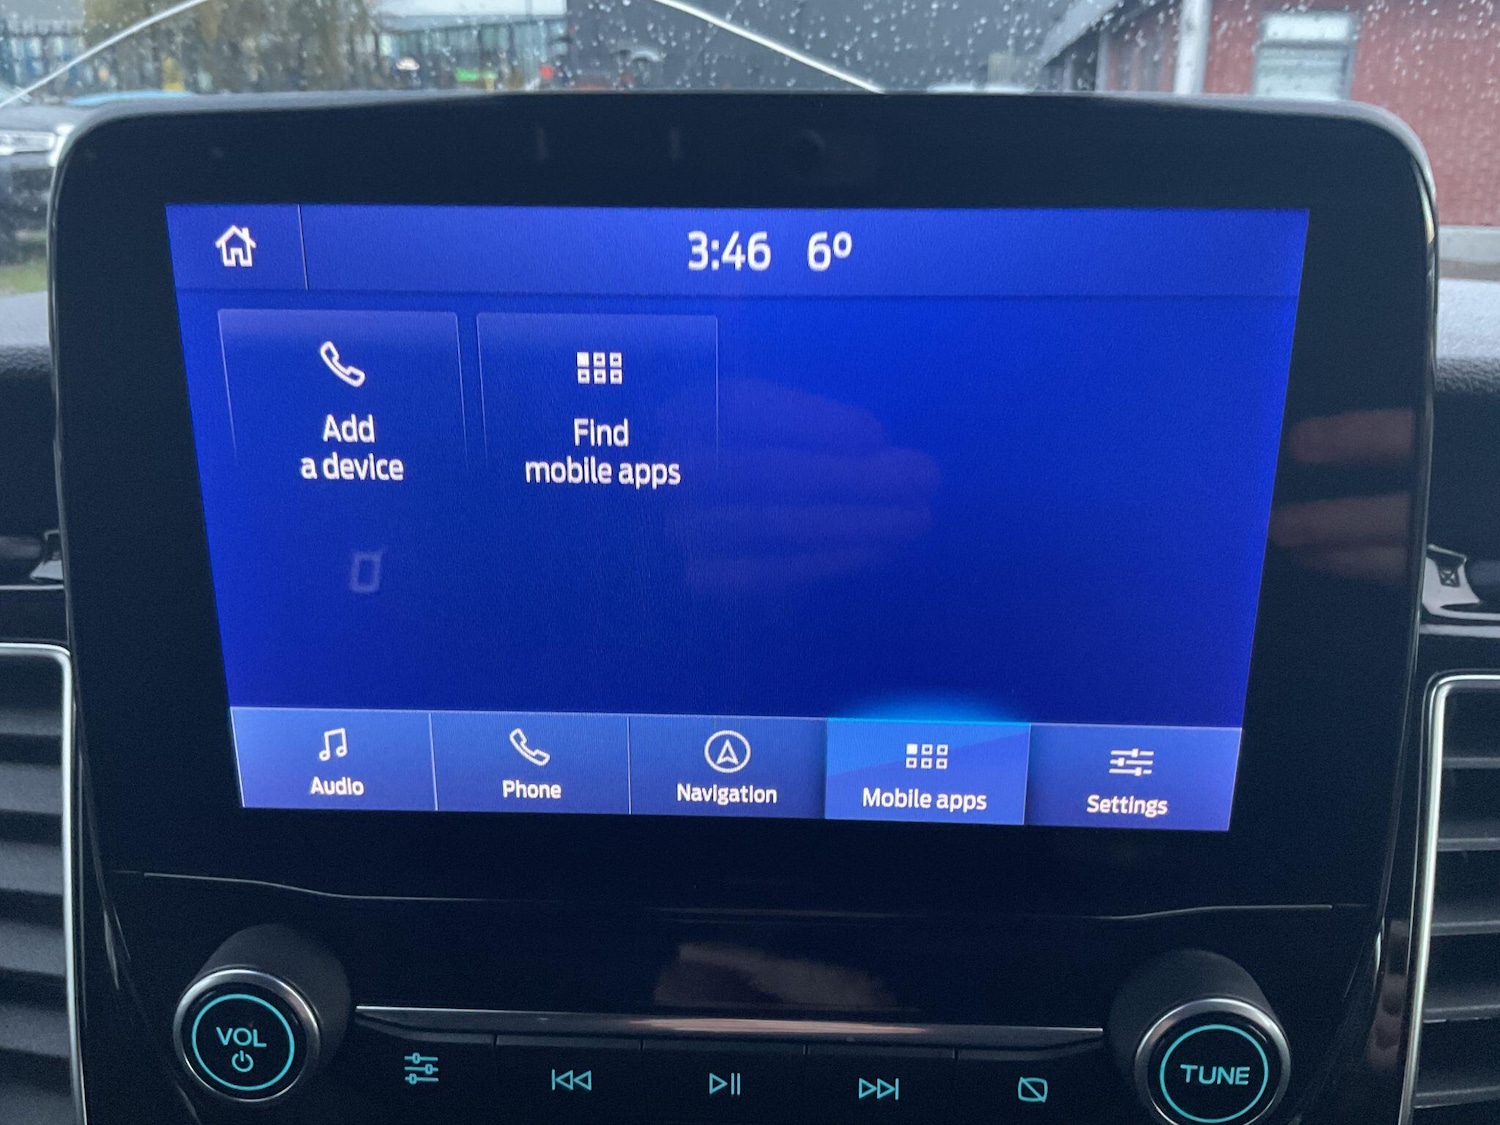 3:46 6º
Add
a device
Find
mobile apps
Audio
Phone
Navigation
Mobile apps
Settings
VOL
TUNE